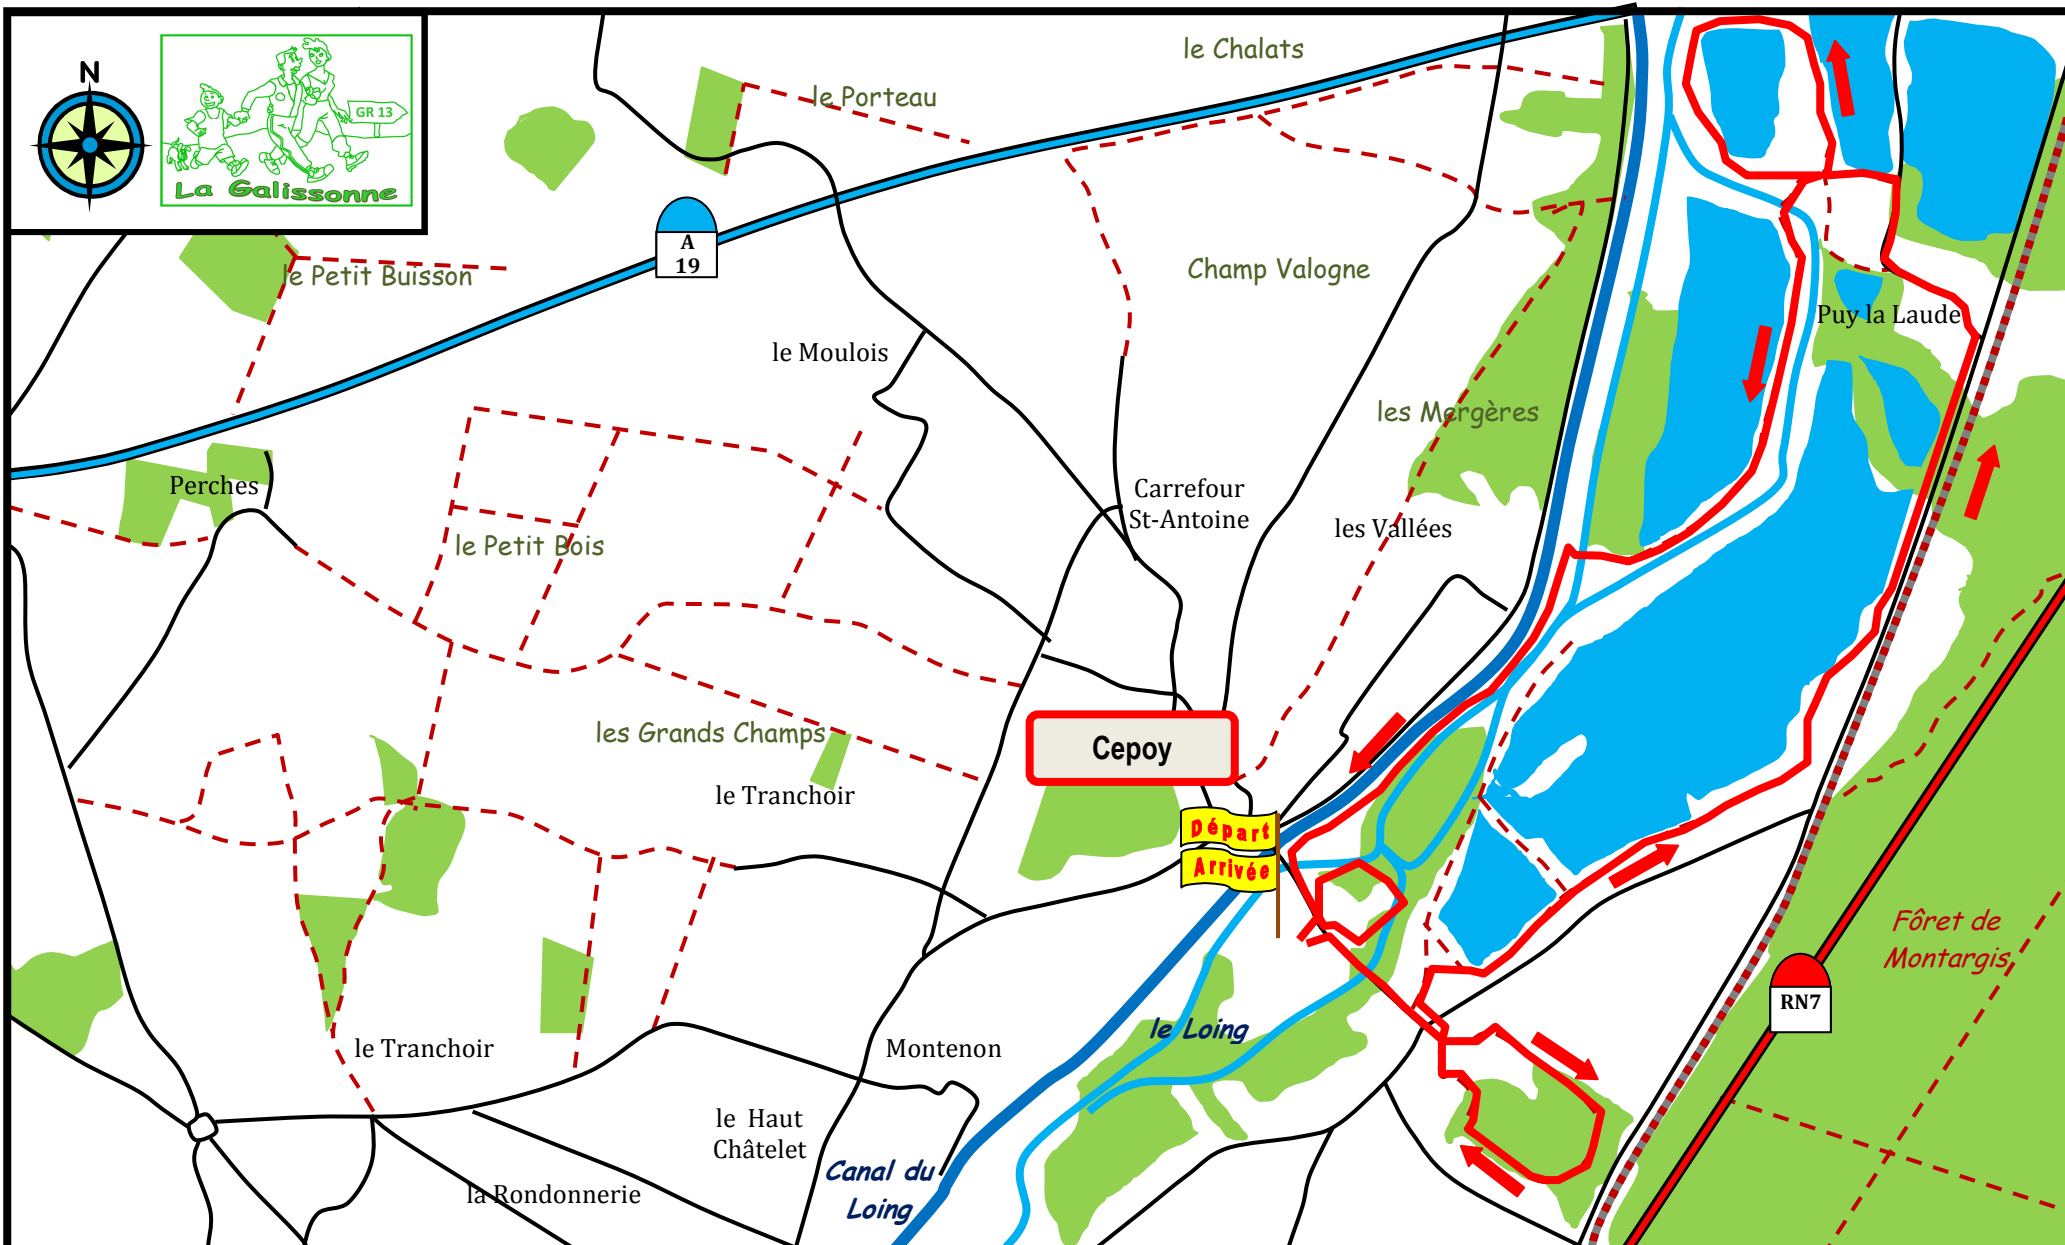 N
GR 13
La Galissonne
le Chalats
le Porteau
A
19
le Petit Buisson
Champ Valogne
Puy la Laude
le Moulois
les Mergères
Perches
Carrefour
St-Antoine
les Vallées
le Petit Bois
les Grands Champs
Cepoy
le Tranchoir
Départ
Arrivée
Fôret de
Montargis
RN7
le Loing
le Tranchoir
Montenon
le Haut
Châtelet
Canal du
Loing
la Rondonnerie